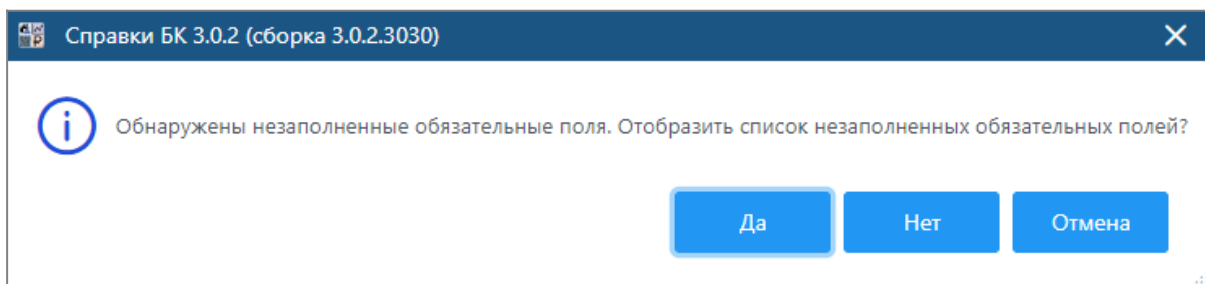 Справки БК 3.0.2 (сборка 3.0.2.3030)
Обнаружены незаполненные обязательные поля. Отобразить список незаполненных обязательных полей?
Да Нет Отмена